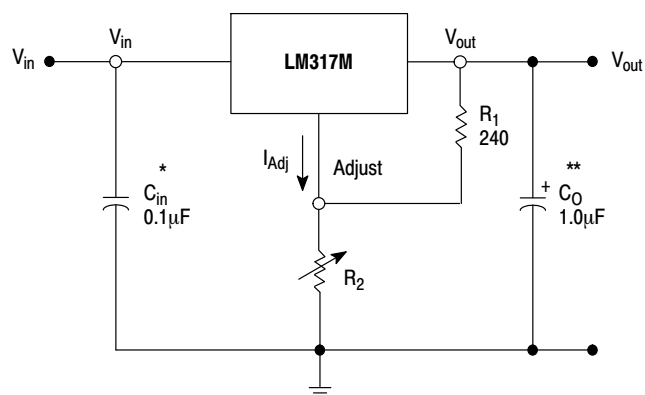 Vin
Vin
LM317M
Vout
Vout
R1
240
IAdj
Adjust
*
Cin
0.1µF
**
+
CO
1.0µF
R2